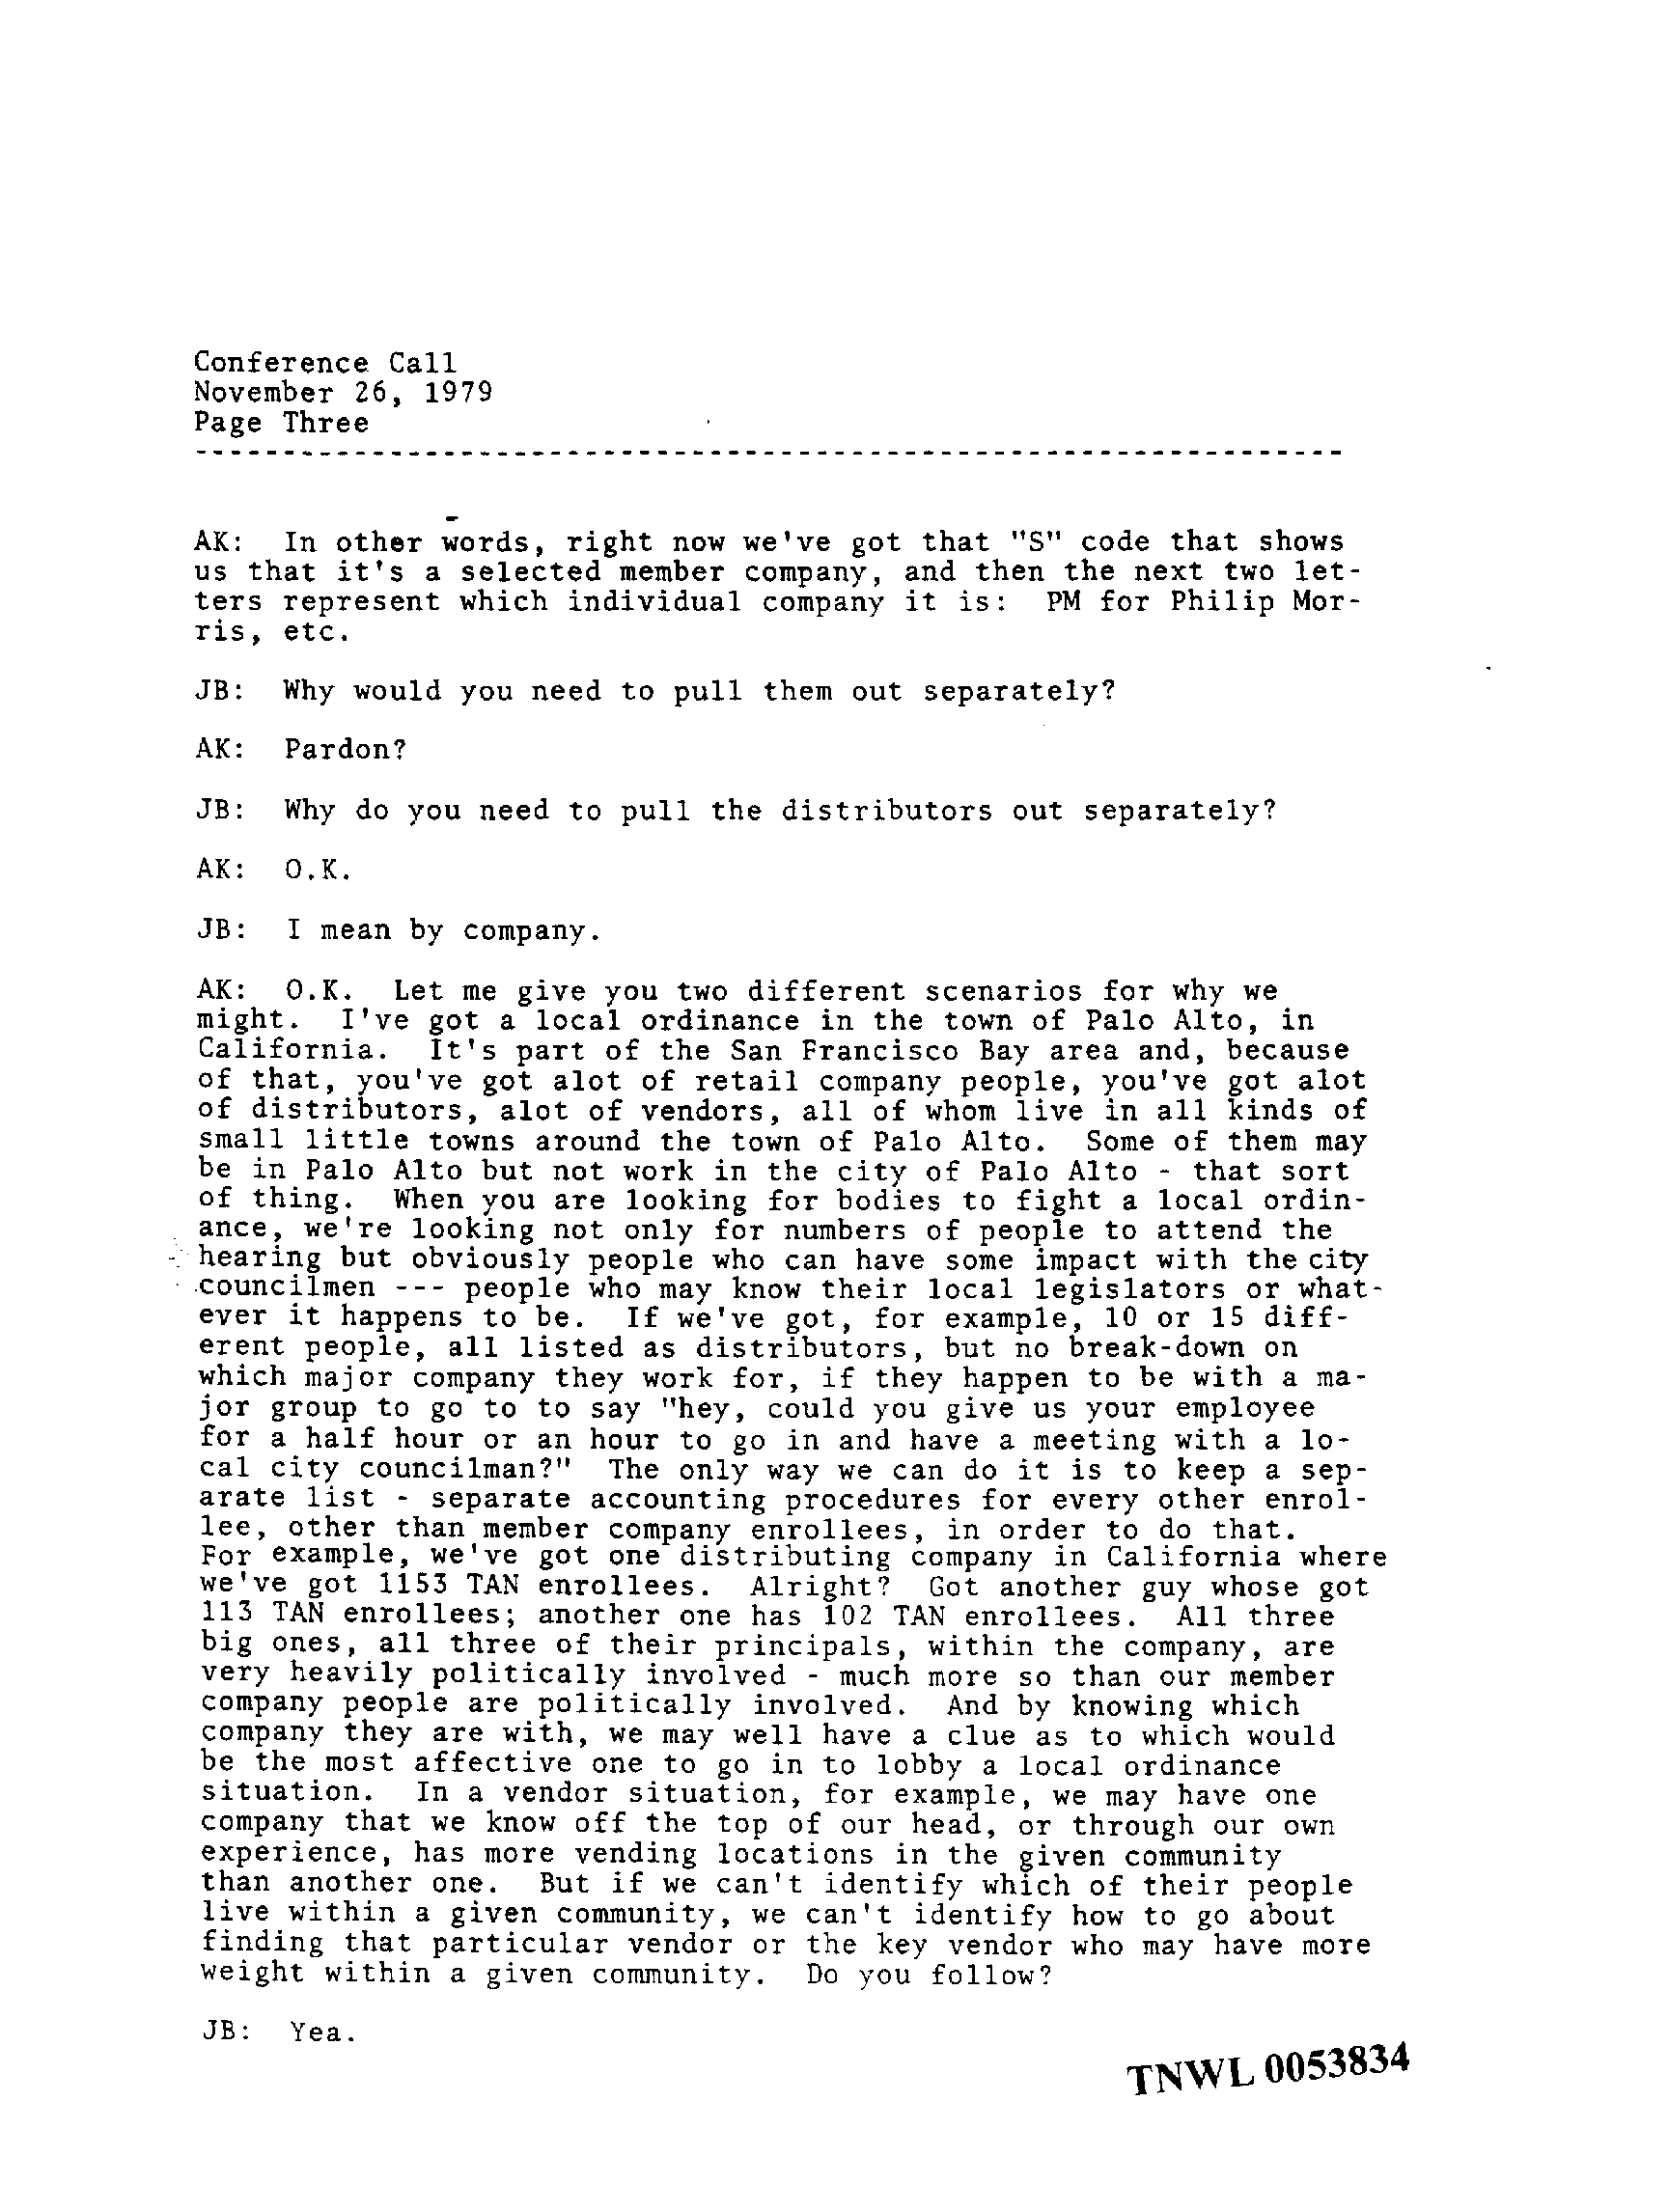 Conference Call
November 26, 1979
Page Three
-----------------------------------------------------------------
AK:  In other words, right now we've got that "S" code that shows
us that it's a selected member company, and then the next two let-
ters represent which individual company it is:  PM for Philip Mor-
ris, etc.
JB:  Why would you need to pull them out separately?
AK:  Pardon?
JB:  Why do you need to pull the distributors out separately?
AK:  O.K.
JB:  I mean by company.
AK:  O.K.  Let me give you two different scenarios for why we
might.  I've got a local ordinance in the town of Palo Alto, in
California.  It's part of the San Francisco Bay area and, because
of that, you've got alot of retail company people, you've got alot
of distributors, alot of vendors, all of whom live in all kinds of
small little towns around the town of Palo Alto.  Some of them may
be in Palo Alto but not work in the city of Palo Alto - that sort
of thing.  When you are looking for bodies to fight a local ordin-
ance, we're looking not only for numbers of people to attend the
hearing but obviously people who can have some impact with the city
councilmen --- people who may know their local legislators or what-
ever it happens to be.  If we've got, for example, 10 or 15 diff-
erent people, all listed as distributors, but no break-down on
which major company they work for, if they happen to be with a ma-
jor group to go to to say "hey, could you give us your employee
for a half hour or an hour to go in and have a meeting with a lo-
cal city councilman?"  The only way we can do it is to keep a sep-
arate list - separate accounting procedures for every other enrol-
lee, other than member company enrollees, in order to do that.
For example, we've got one distributing company in California where
we've got 1153 TAN enrollees.  Alright?  Got another guy whose got
113 TAN enrollees; another one has 102 TAN enrollees.  All three
big ones, all three of their principals, within the company, are
very heavily politically involved - much more so than our member
company people are politically involved.  And by knowing which
company they are with, we may well have a clue as to which would
be the most affective one to go in to lobby a local ordinance
situation.  In a vendor situation, for example, we may have one
company that we know off the top of our head, or through our own
experience, has more vending locations in the given community
than another one.  But if we can't identify which of their people
live within a given community, we can't identify how to go about
finding that particular vendor or the key vendor who may have more
weight within a given community.  Do you follow?
JB:  Yea.
TNWL 0053834